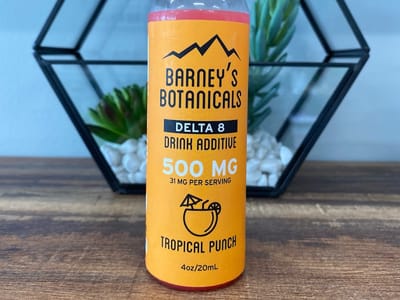 BARNEY'S
BOTANICALS
DELTA 8
DRINK ADDITIVE
500 MG
31 MG PER SERVING
TROPICAL PUNCH
4oz/20mL